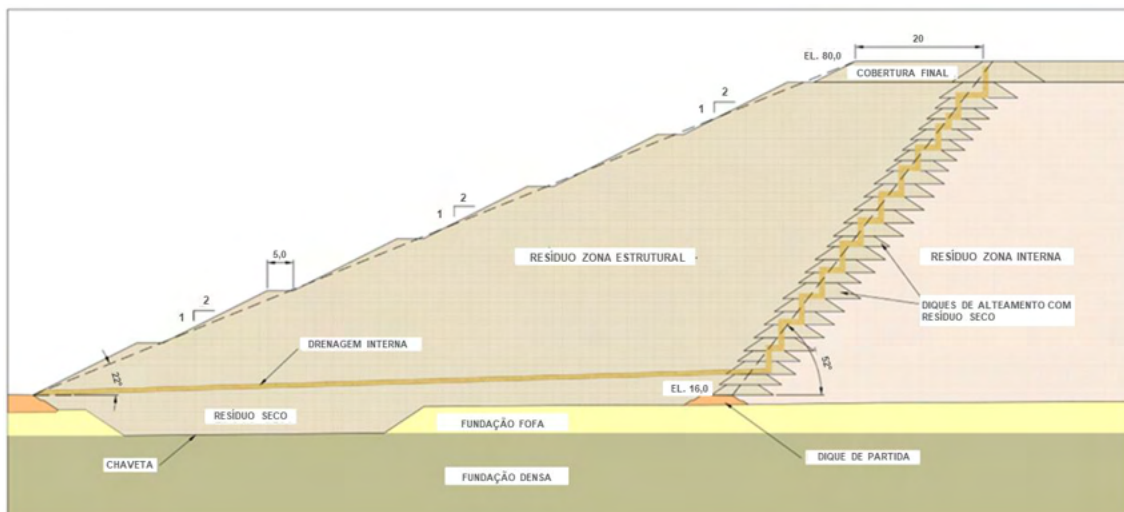 20
EL. 80,0
COBERTURA FINAL
2
1
2
1
RESÍDUO ZONA ESTRUTURAL
RESÍDUO ZONA INTERNA
5,0
DIQUES DE ALTEAMENTO COM
RESÍDUO SECO
2
1
DRENAGEM INTERNA
52°
22°
EL. 16,0
RESÍDUO SECO
FUNDAÇÃO FOFA
CHAVETA
DIQUE DE PARTIDA
FUNDAÇÃO DENSA